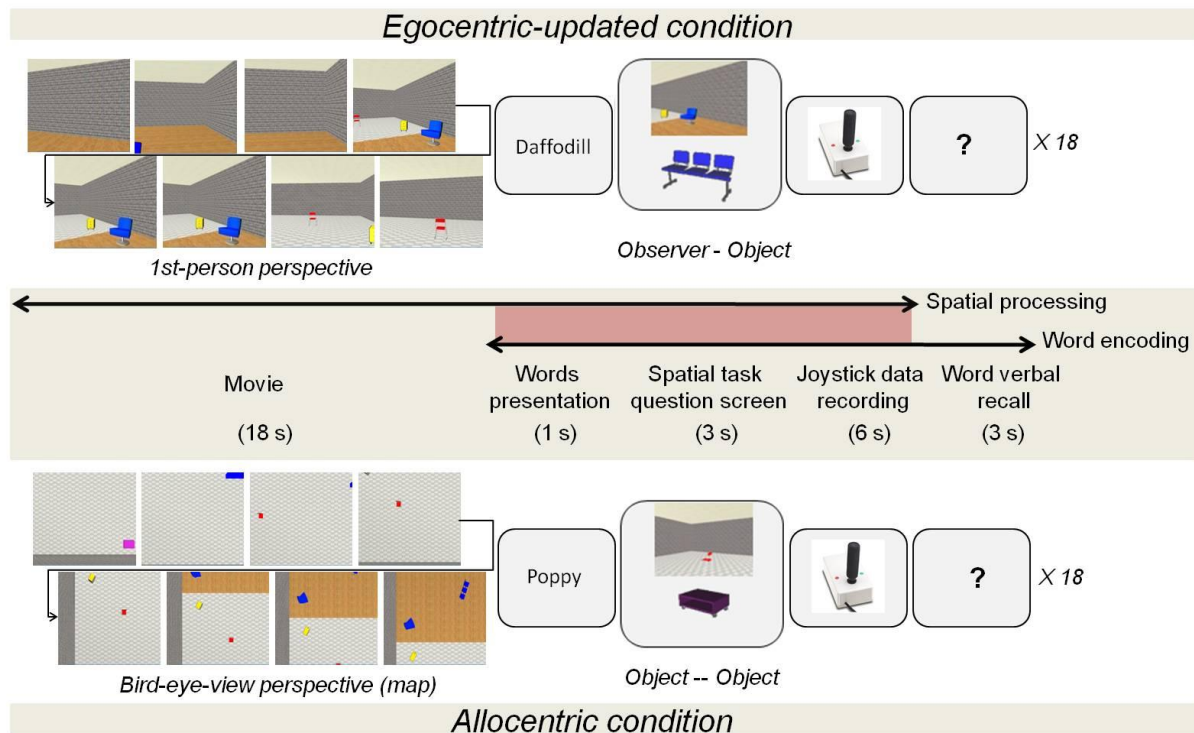 Egocentric-updated condition
Daffodill
?
X 18
1st-person perspective
Observer - Object
Spatial processing
Word encoding
Movie
(18 s)
Words
presentation
(1 s)
Spatial task
question screen
(3 s)
Joystick data
recording
(6 s)
Word verbal
recall
(3 s)
Poppy
?
X 18
Bird-eye-view perspective (map)
Object -- Object
Allocentric condition